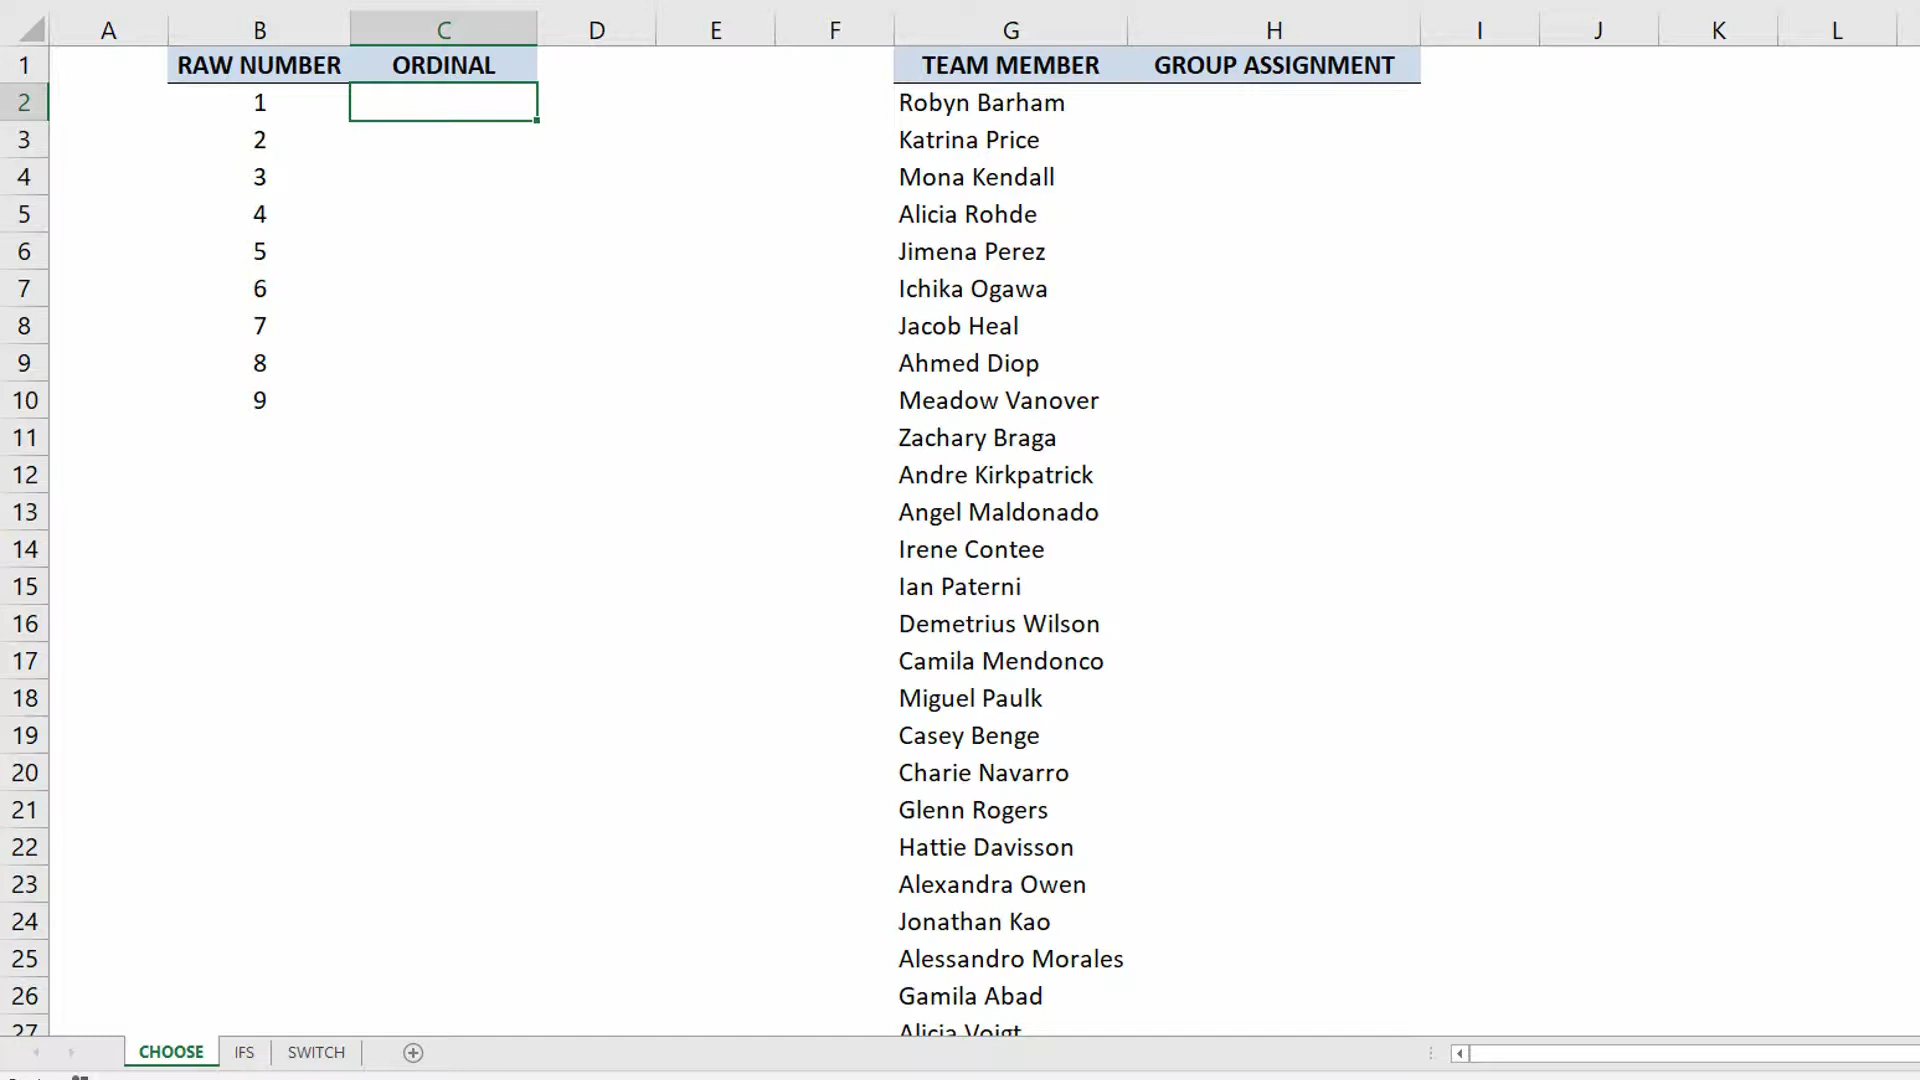 A B C D E F G H I J K L
1 RAW NUMBER ORDINAL TEAM MEMBER GROUP ASSIGNMENT
2 1 Robyn Barham
3 2 Katrina Price
4 3 Mona Kendall
5 4 Alicia Rohde
6 5 Jimena Perez
7 6 Ichika Ogawa
8 7 Jacob Heal
9 8 Ahmed Diop
10 9 Meadow Vanover
11 Zachary Braga
12 Andre Kirkpatrick
13 Angel Maldonado
14 Irene Contee
15 Ian Paterni
16 Demetrius Wilson
17 Camila Mendonco
18 Miguel Paulk
19 Casey Benge
20 Charie Navarro
21 Glenn Rogers
22 Hattie Davisson
23 Alexandra Owen
24 Jonathan Kao
25 Alessandro Morales
26 Gamila Abad
27 Alicia Voigt
CHOOSE IFS SWITCH